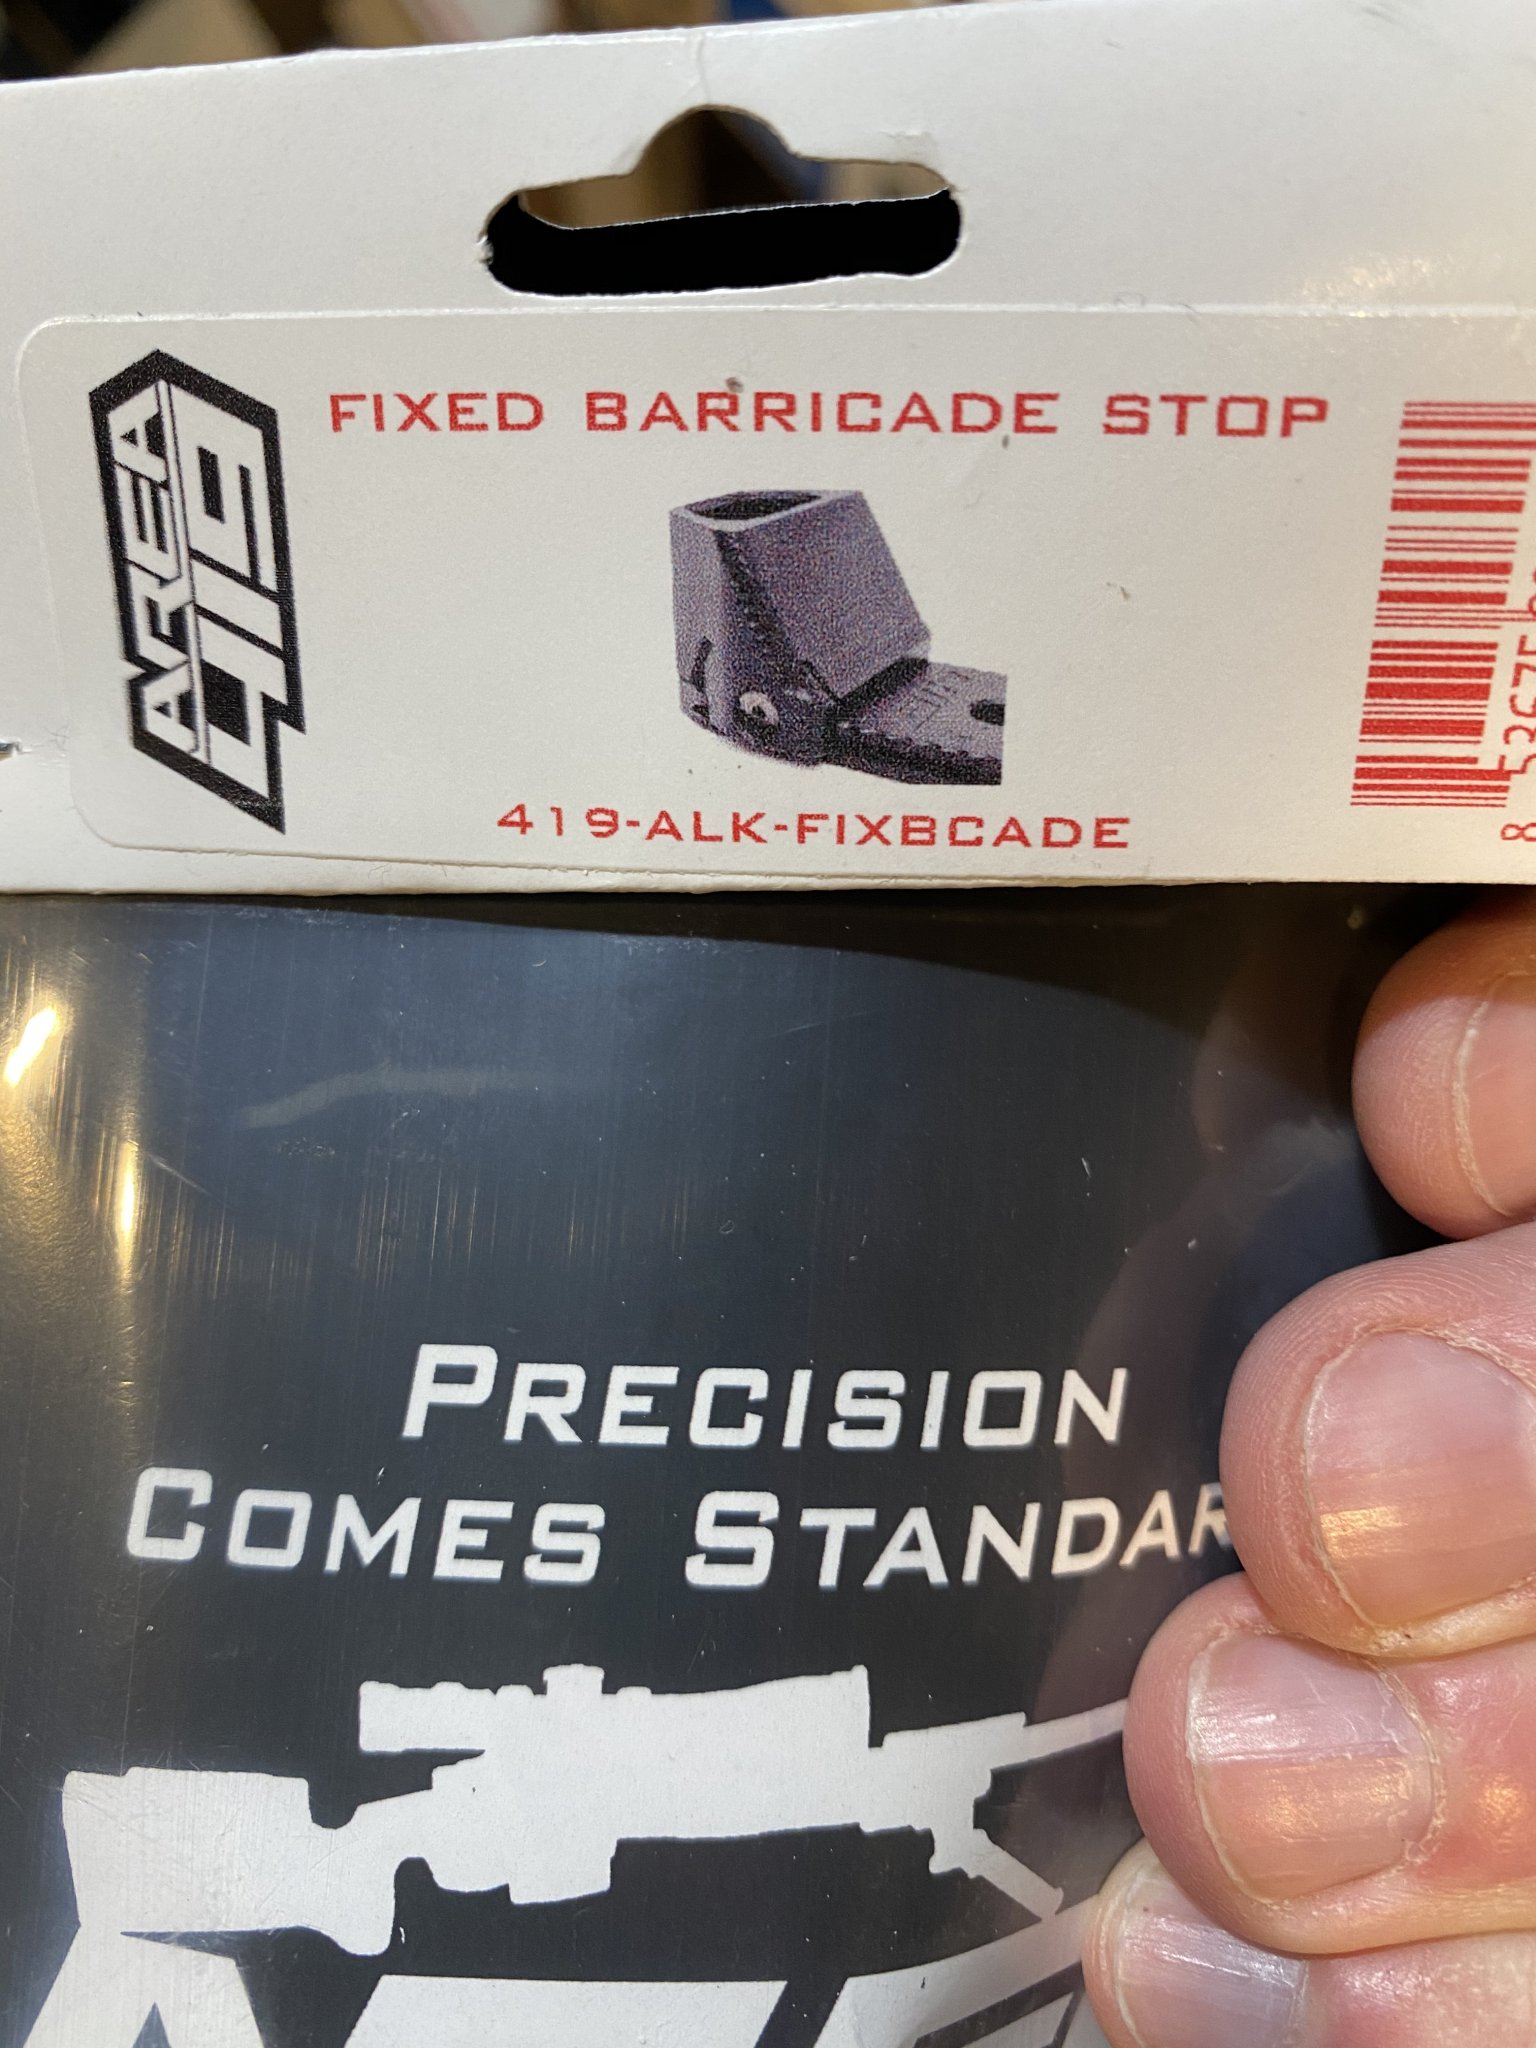 AREA
419
FIXED BARRICADE STOP
419-ALK-FIXBCADE
PRECISION
COMES STANDAR